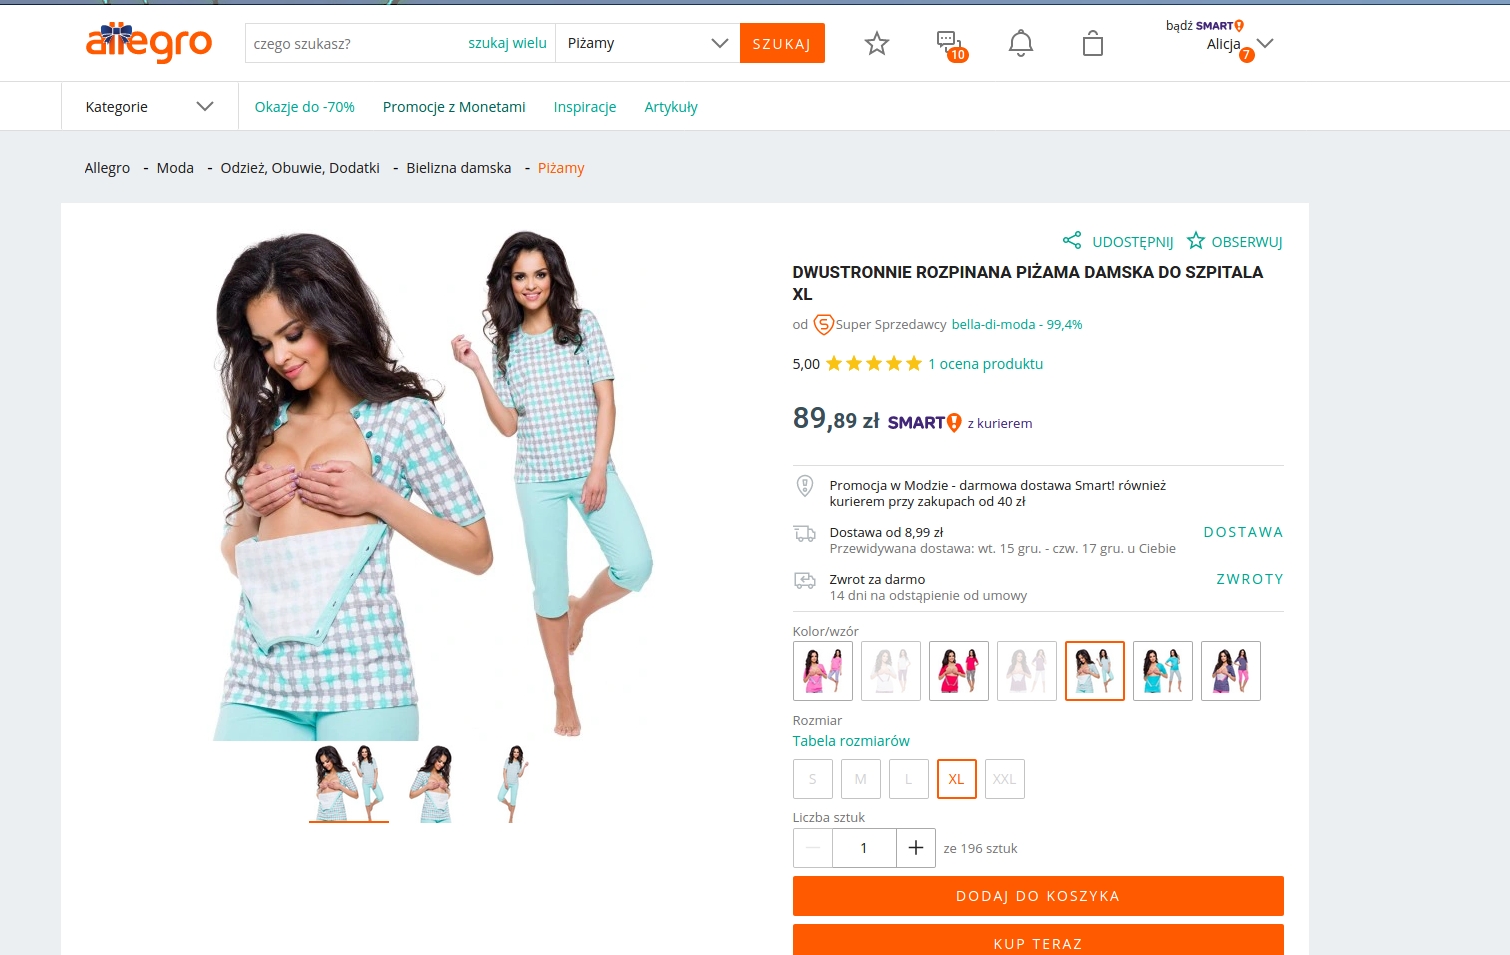 bądź SMART!
allegro
czego szukasz?
szukaj wielu
Piżamy
SZUKAJ
10
Alicja
7
Kategorie
Okazje do -70%
Promocje z Monetami
Inspiracje
Artykuły
Allegro - Moda - Odzież, Obuwie, Dodatki - Bielizna damska - Piżamy
UDOSTĘPNIJ
OBSERWUJ
DWUSTRONNIE ROZPINANA PIŻAMA DAMSKA DO SZPITALA
XL
od S Super Sprzedawcy bella-di-moda - 99,4%
5,00 1 ocena produktu
89,89 zł SMART! z kurierem
Promocja w Modzie - darmowa dostawa Smart! również
kurierem przy zakupach od 40 zł
Dostawa od 8,99 zł
DOSTAWA
Przewidywana dostawa: wt. 15 gru. - czw. 17 gru. u Ciebie
Zwrot za darmo
ZWROTY
14 dni na odstąpienie od umowy
Kolor/wzór
Rozmiar
Tabela rozmiarów
S M L XL XXL
Liczba sztuk
— 1 + ze 196 sztuk
DODAJ DO KOSZYKA
KUP TERAZ